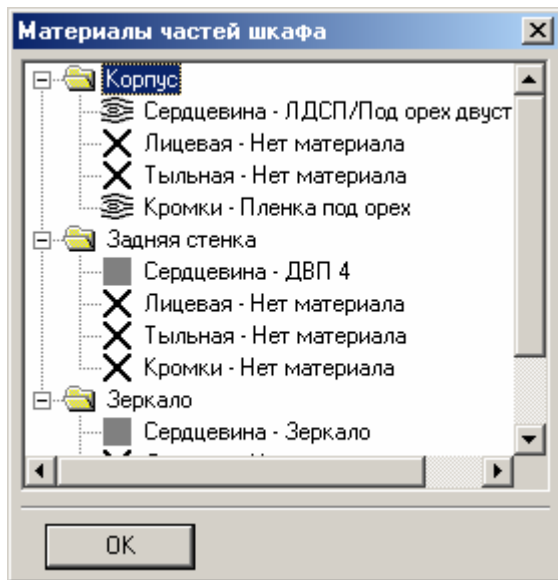 Материалы частей шкафа
Корпус
Сердцевина - ЛДСП/Под орех двуст
Лицевая - Нет материала
Тыльная - Нет материала
Кромки - Пленка под орех
Задняя стенка
Сердцевина - ДВП 4
Лицевая - Нет материала
Тыльная - Нет материала
Кромки - Нет материала
Зеркало
Сердцевина - Зеркало
OK